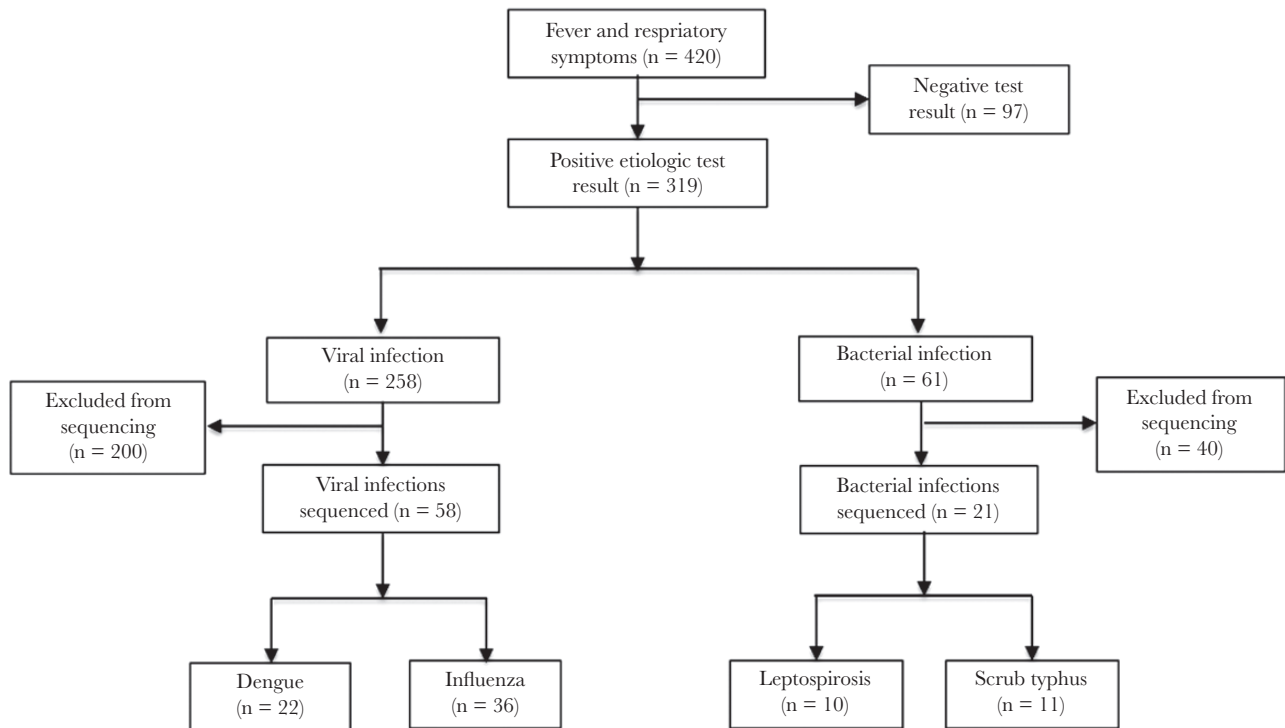 Fever and respriatory
symptoms (n = 420)
Negative test
result (n = 97)
Positive etiologic test
result (n = 319)
Viral infection
(n = 258)
Bacterial infection
(n = 61)
Excluded from
sequencing
(n = 200)
Excluded from
sequencing
(n = 40)
Viral infections
sequenced (n = 58)
Bacterial infections
sequenced (n = 21)
Dengue
(n = 22)
Influenza
(n = 36)
Leptospirosis
(n = 10)
Scrub typhus
(n = 11)